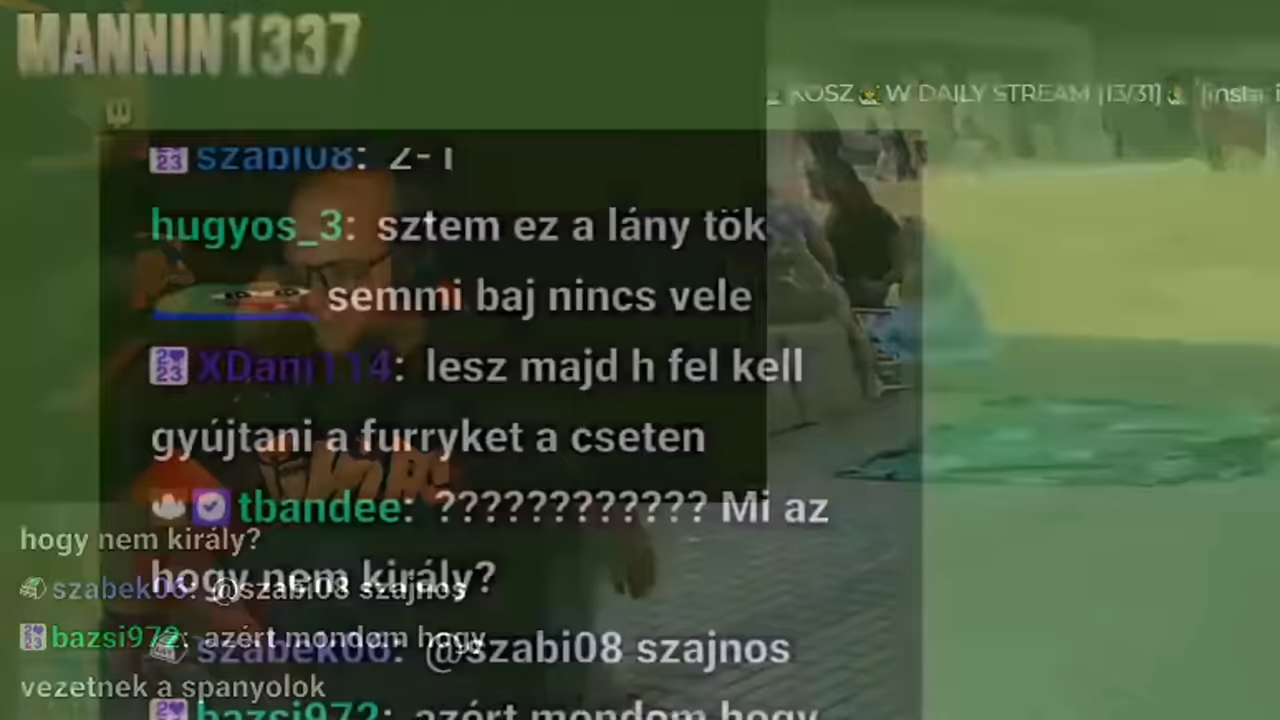 MANNIN1337
KOSZ W DAILY STREAM [13/31]
szabi08: 2-1
hugyos_3: sztem ez a lány tök
semmi baj nincs vele
XDani114: lesz majd h fel kell
gyújtani a furryket a cseten
tbandee: ???????????? Mi az
hogy nem király?
szabek06: @szabi08 szajnos
bazsi972: azért mondom hogy
hogy nem király?
szabek06: @szabi08 szajnos
bazsi972: azért mondom hogy
vezetnek a spanyolok